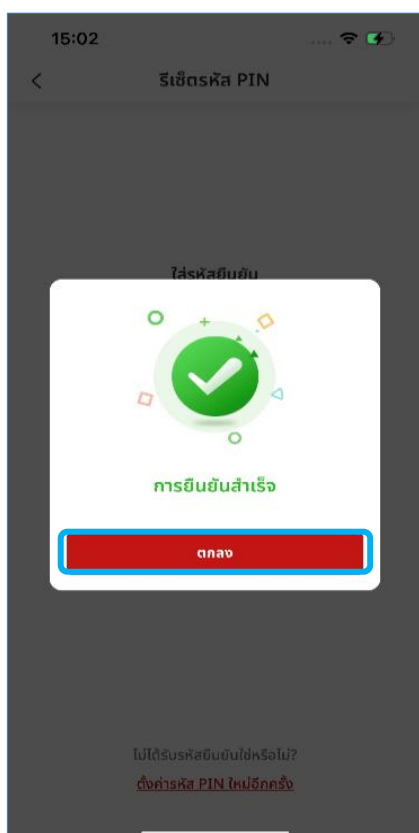 15:02
รีเซ็ตรหัส PIN
ใส่รหัสยืนยัน
การยืนยันสำเร็จ
ตกลง
ไม่ได้รับรหัสยืนยันใช่หรือไม่?
ตั้งค่ารหัส PIN ใหม่อีกครั้ง